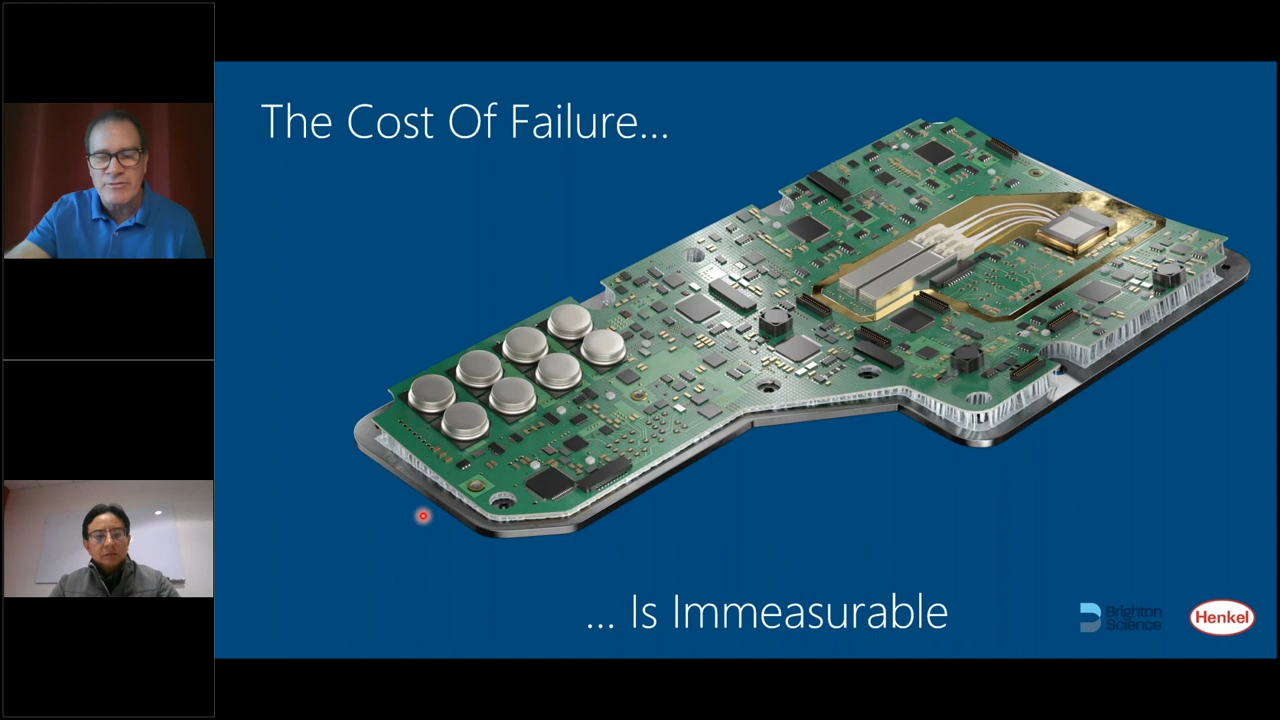 The Cost Of Failure...
... Is Immeasurable
Brighton
Science
Henkel